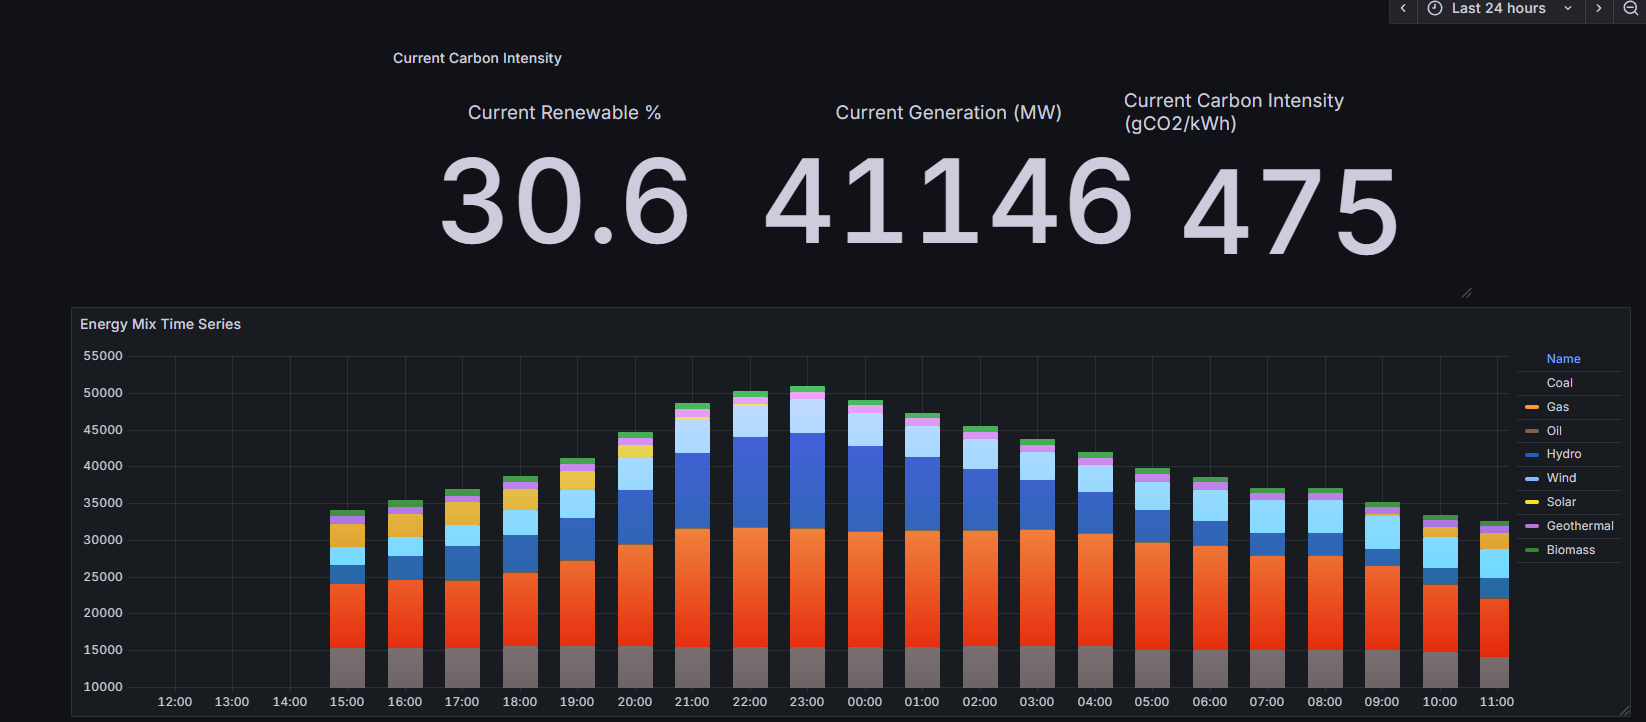 Last 24 hours
Current Carbon Intensity
Current Renewable %
Current Generation (MW)
Current Carbon Intensity
(gCO2/kWh)
30.6
41146
475
Energy Mix Time Series
55000
50000
45000
40000
35000
30000
25000
20000
15000
10000
12:00 13:00 14:00 15:00 16:00 17:00 18:00 19:00 20:00 21:00 22:00 23:00 00:00 01:00 02:00 03:00 04:00 05:00 06:00 07:00 08:00 09:00 10:00 11:00
Name
Coal
Gas
Oil
Hydro
Wind
Solar
Geothermal
Biomass